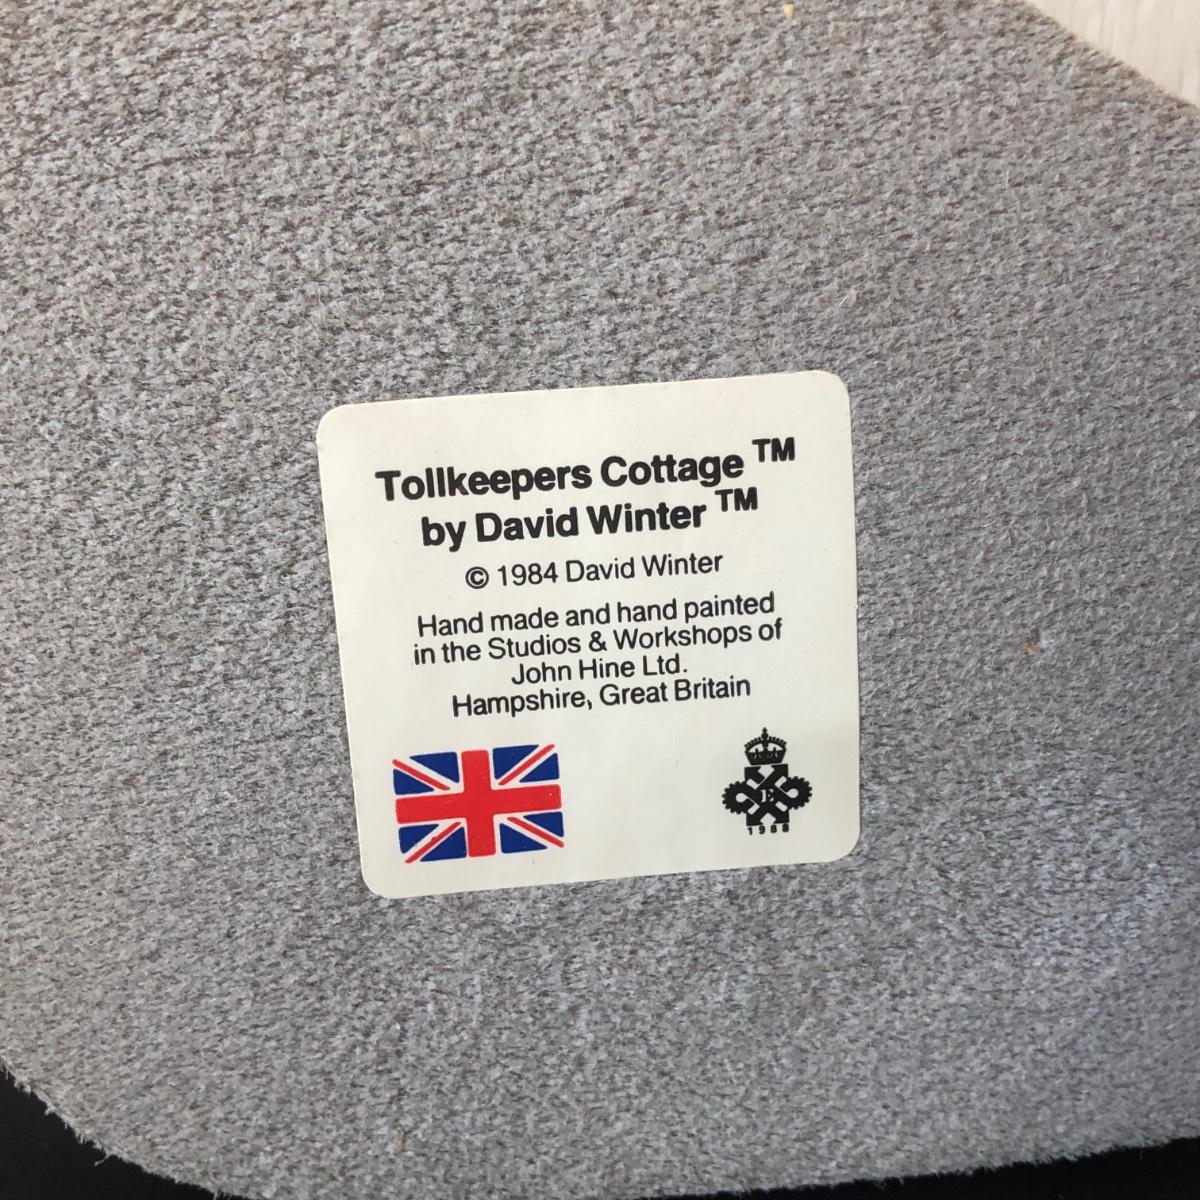 Tollkeepers Cottage ™
by David Winter ™
© 1984 David Winter
Hand made and hand painted
in the Studios & Workshops of
John Hine Ltd.
Hampshire, Great Britain
E
1988